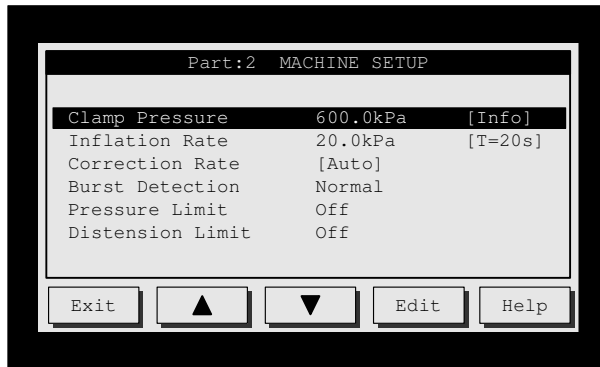 Part:2 MACHINE SETUP
Clamp Pressure 600.0kPa [Info]
Inflation Rate 20.0kPa [T=20s]
Correction Rate [Auto]
Burst Detection Normal
Pressure Limit Off
Distension Limit Off
Exit ▲ ▼ Edit Help